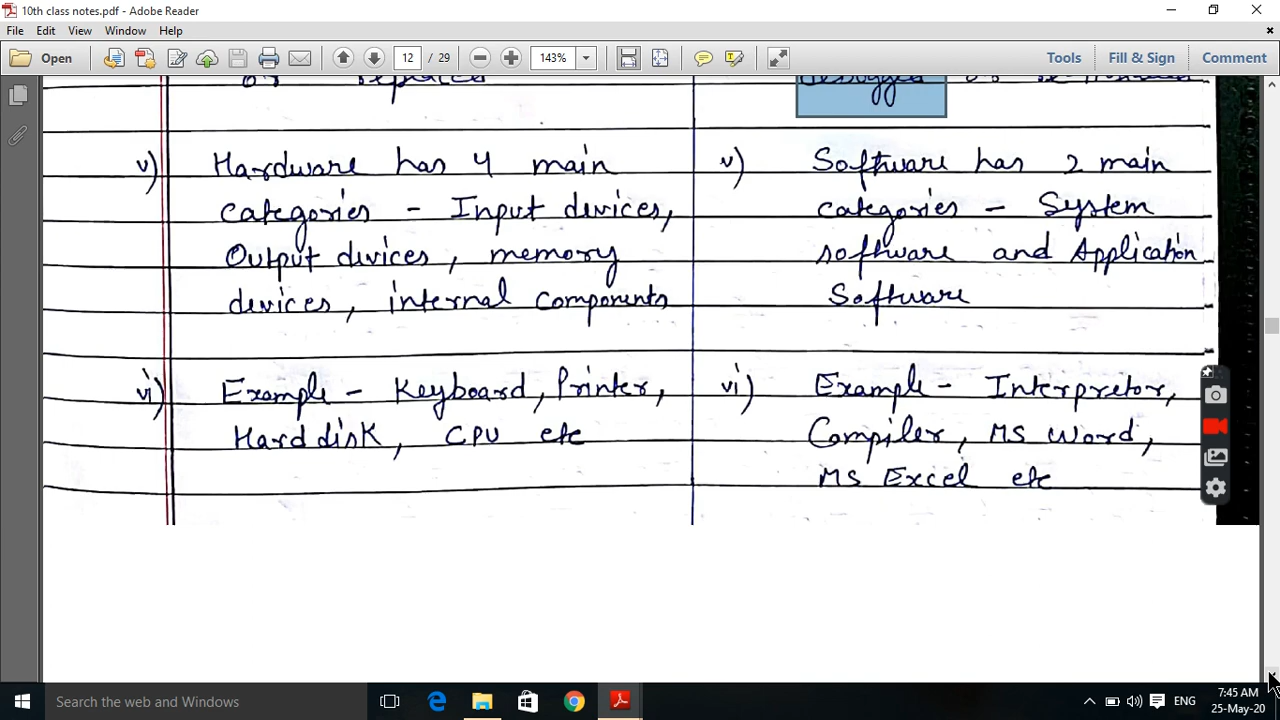 10th class notes.pdf - Adobe Reader
File Edit View Window Help
Open 12 / 29 143% Tools Fill & Sign Comment
or
v) Hardware has 4 main
categories - Input devices,
Output devices, memory
devices, internal components
vi) Example - Keyboard, Printer,
Hard disk, CPU etc
v) Software has 2 main
categories - System
software and Application
Software
vi) Example - Interpretor,
Compiler, MS Word,
MS Excel etc
Search the web and Windows
ENG
7:45 AM
25-May-20